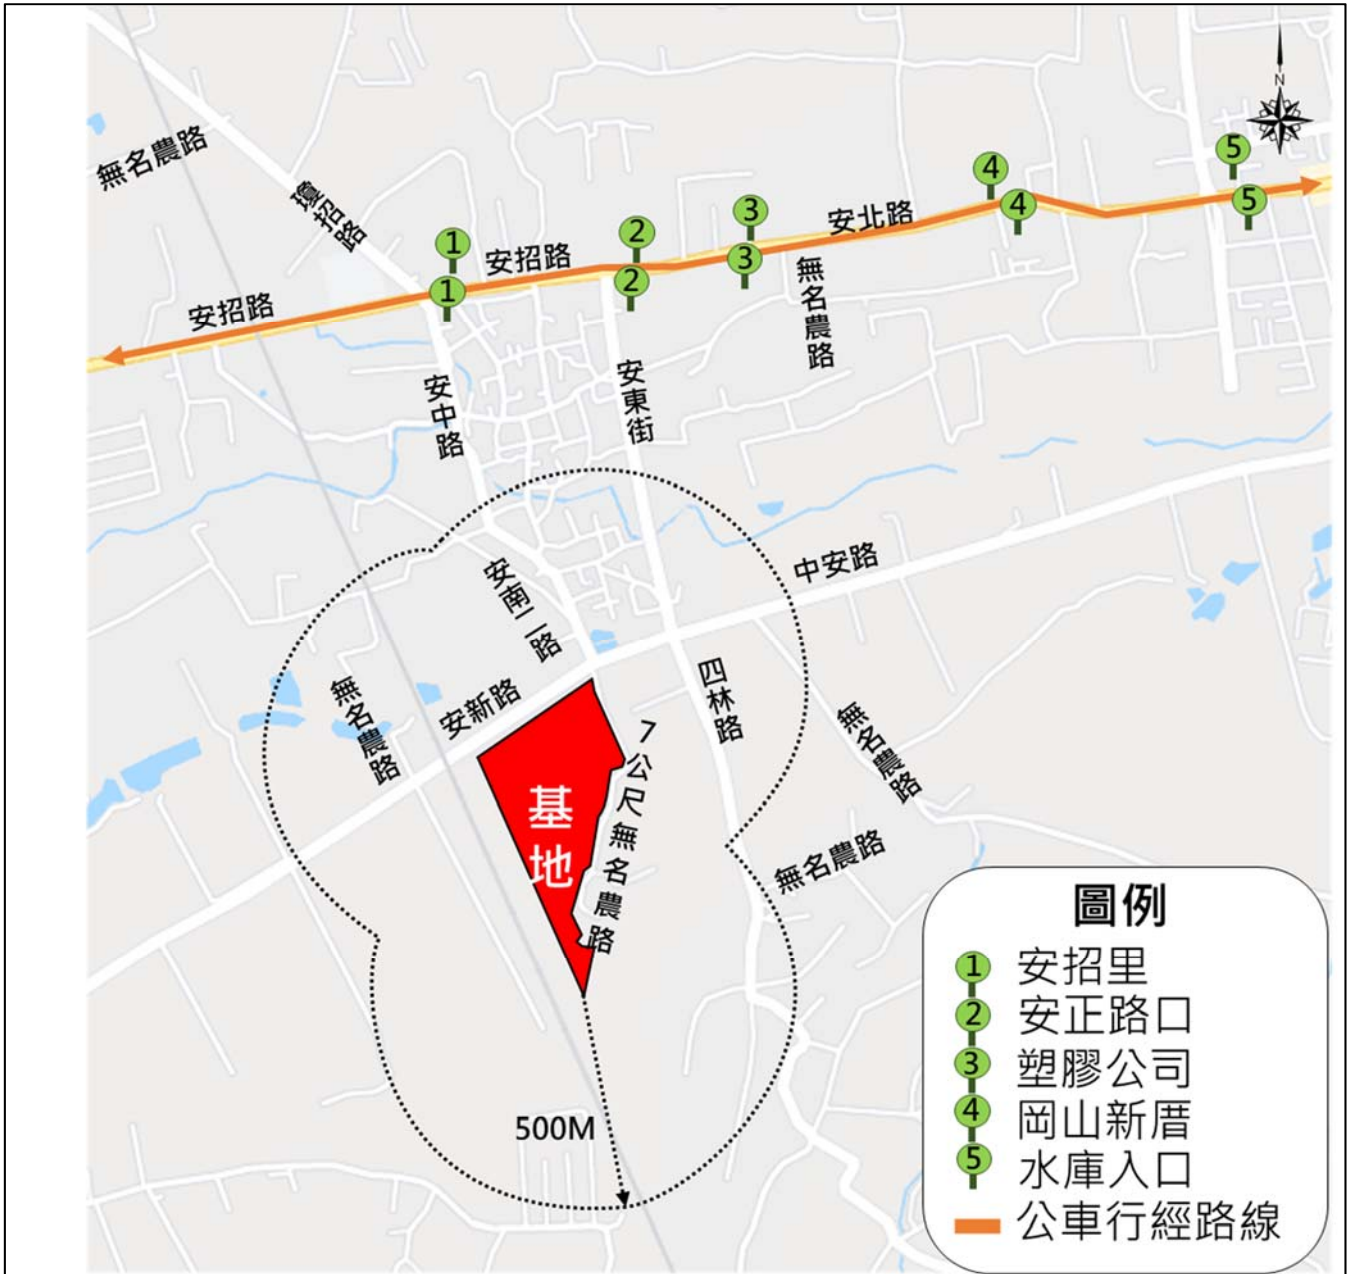 N
無名農路
瓊招路
5
4
3
2
1
安招路
安北路
5
4
3
2
1
安招路
無名農路
安中路
安東街
中安路
安南二路
四林路
無名農路
安新路
無名農路
7公尺無名農路
基地
無名農路
500M
圖例
1 安招里
2 安正路口
3 塑膠公司
4 岡山新厝
5 水庫入口
公車行經路線